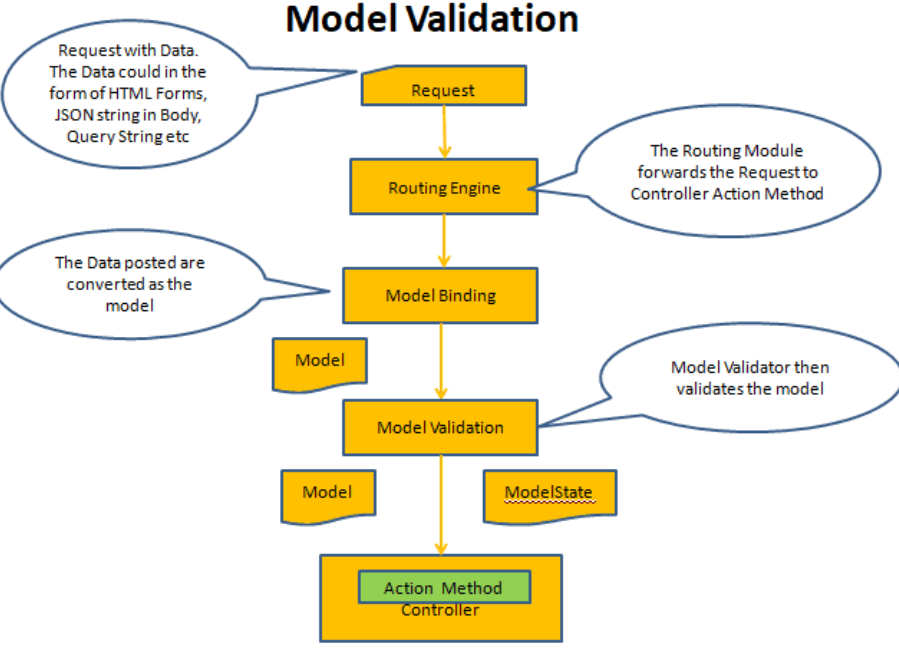 Model Validation
Request with Data.
The Data could in the
form of HTML Forms,
JSON string in Body,
Query String etc
Request
Routing Engine
The Routing Module
forwards the Request to
Controller Action Method
The Data posted are
converted as the
model
Model Binding
Model
Model Validator then
validates the model
Model Validation
Model
ModelState
Action Method
Controller